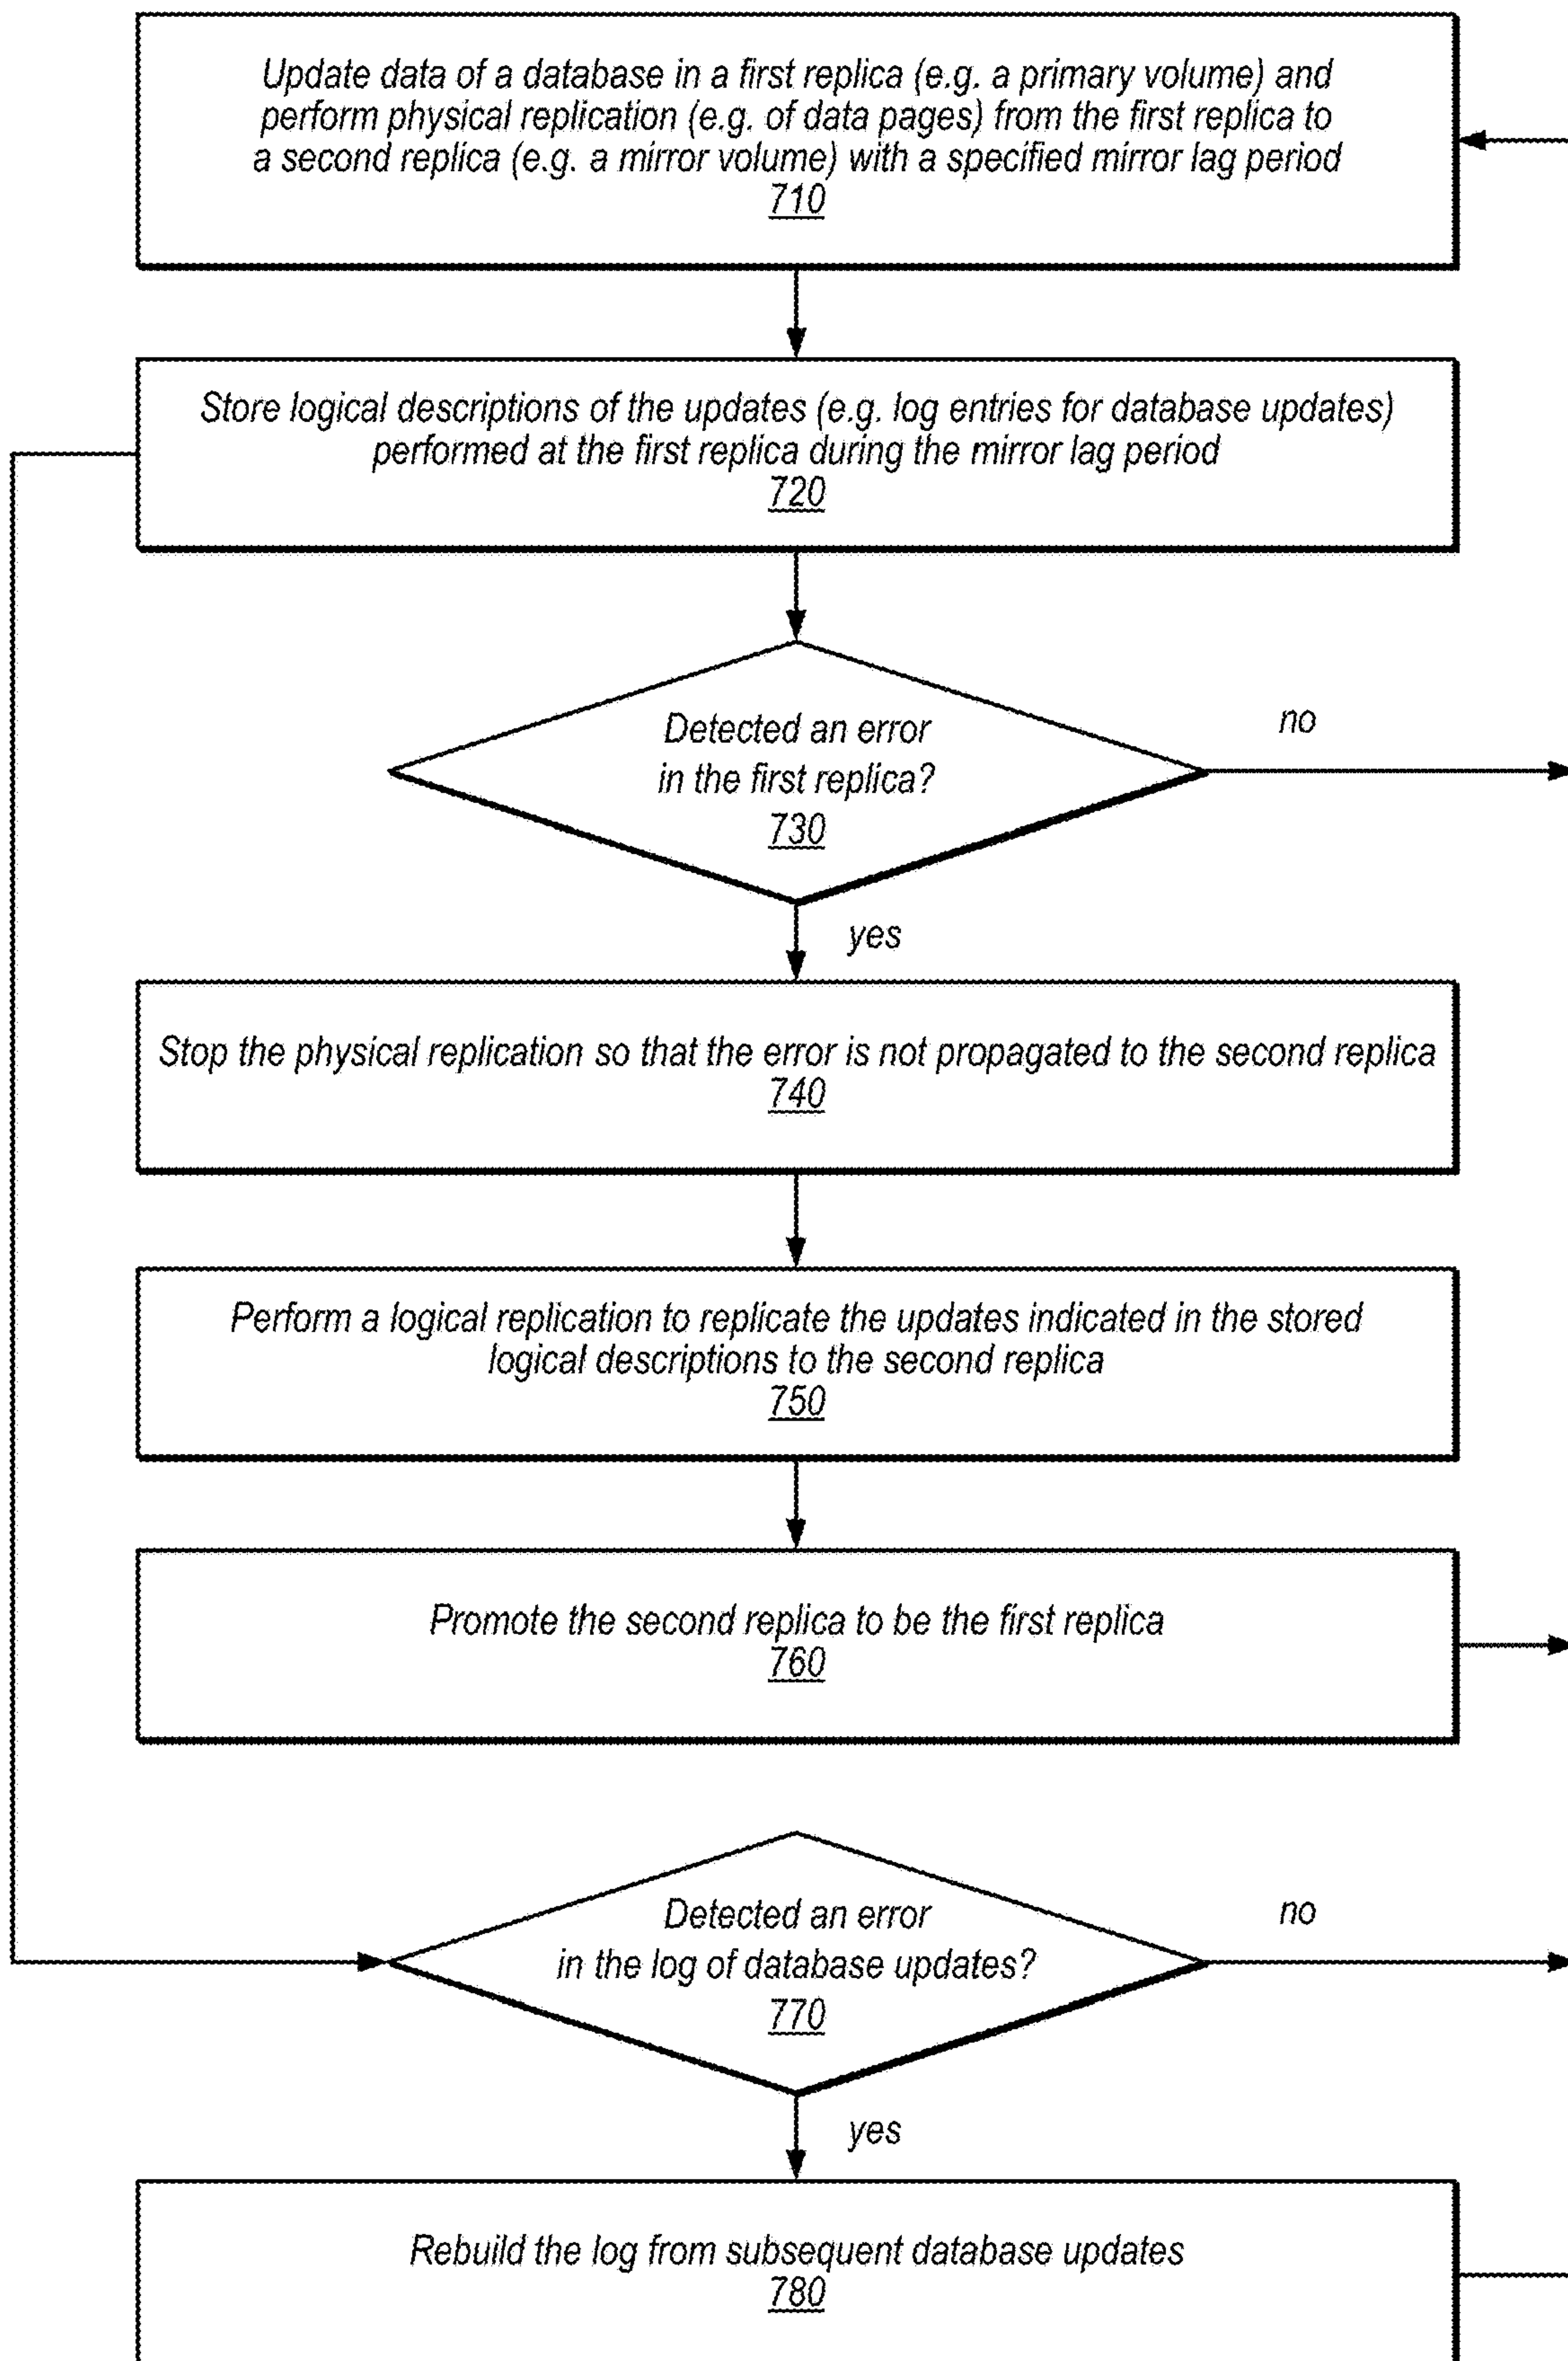 Update data of a database in a first replica (e.g. a primary volume) and
perform physical replication (e.g. of data pages) from the first replica to
a second replica (e.g. a mirror volume) with a specified mirror lag period
710
Store logical descriptions of the updates (e.g. log entries for database updates)
performed at the first replica during the mirror lag period
720
Detected an error
in the first replica?
730
no
yes
Stop the physical replication so that the error is not propagated to the second replica
740
Perform a logical replication to replicate the updates indicated in the stored
logical descriptions to the second replica
750
Promote the second replica to be the first replica
760
Detected an error
in the log of database updates?
770
no
yes
Rebuild the log from subsequent database updates
780